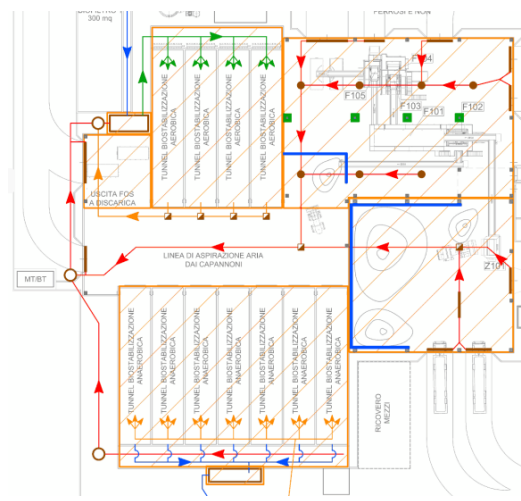 300 mq
FERROSI E NON
TUNNEL BIOSTABILIZZAZIONE
AEROBICA
TUNNEL BIOSTABILIZZAZIONE
AEROBICA
TUNNEL BIOSTABILIZZAZIONE
AEROBICA
TUNNEL BIOSTABILIZZAZIONE
AEROBICA
F105
F103
F101
F102
USCITA FOS
A DISCARICA
LINEA DI ASPIRAZIONE ARIA
DAI CAPANNONI
MT/BT
TUNNEL BIOSTABILIZZAZIONE
ANAEROBICA
TUNNEL BIOSTABILIZZAZIONE
ANAEROBICA
TUNNEL BIOSTABILIZZAZIONE
ANAEROBICA
TUNNEL BIOSTABILIZZAZIONE
ANAEROBICA
TUNNEL BIOSTABILIZZAZIONE
ANAEROBICA
TUNNEL BIOSTABILIZZAZIONE
ANAEROBICA
TUNNEL BIOSTABILIZZAZIONE
ANAEROBICA
RICOVERO
MEZZI